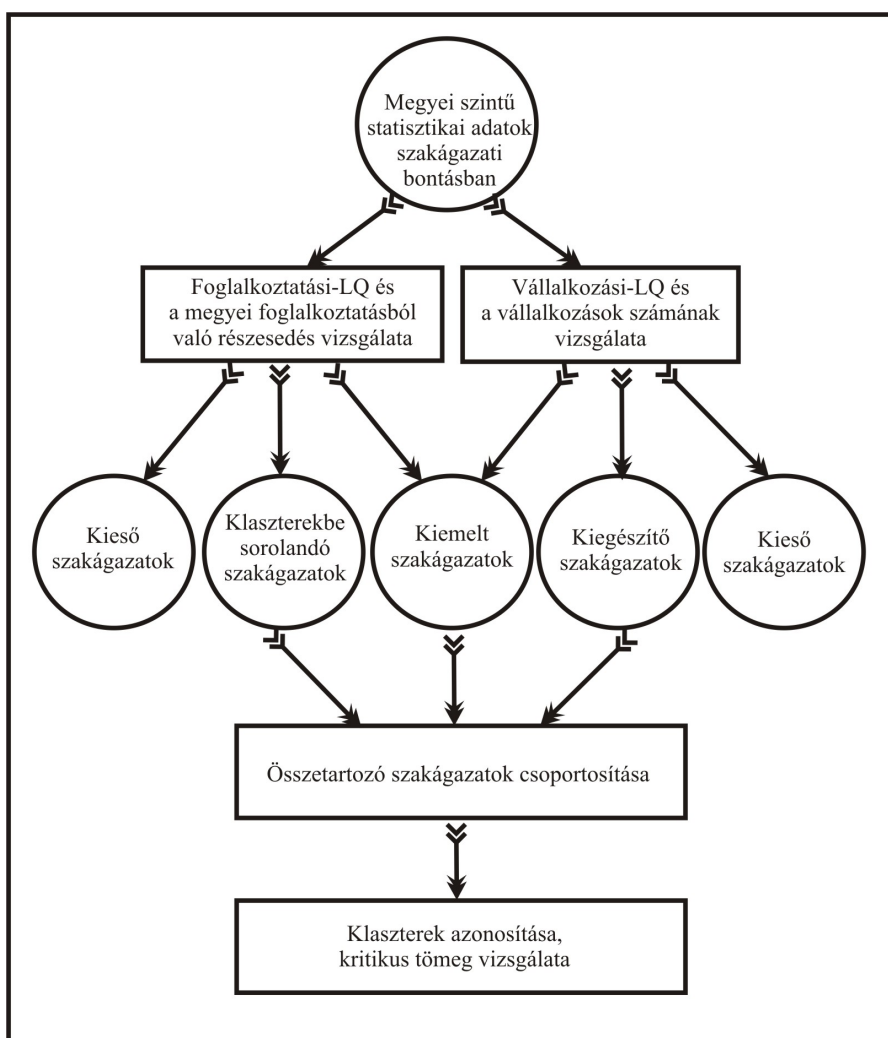 Megyei szintű
statisztikai adatok
szakágazati
bontásban
Foglalkoztatási-LQ és
a megyei foglalkoztatásból
való részesedés vizsgálata
Vállalkozási-LQ és
a vállalkozások számának
vizsgálata
Kieső
szakágazatok
Klaszterekbe
sorolandó
szakágazatok
Kiemelt
szakágazatok
Kiegészítő
szakágazatok
Kieső
szakágazatok
Összetartozó szakágazatok csoportosítása
Klaszterek azonosítása,
kritikus tömeg vizsgálata